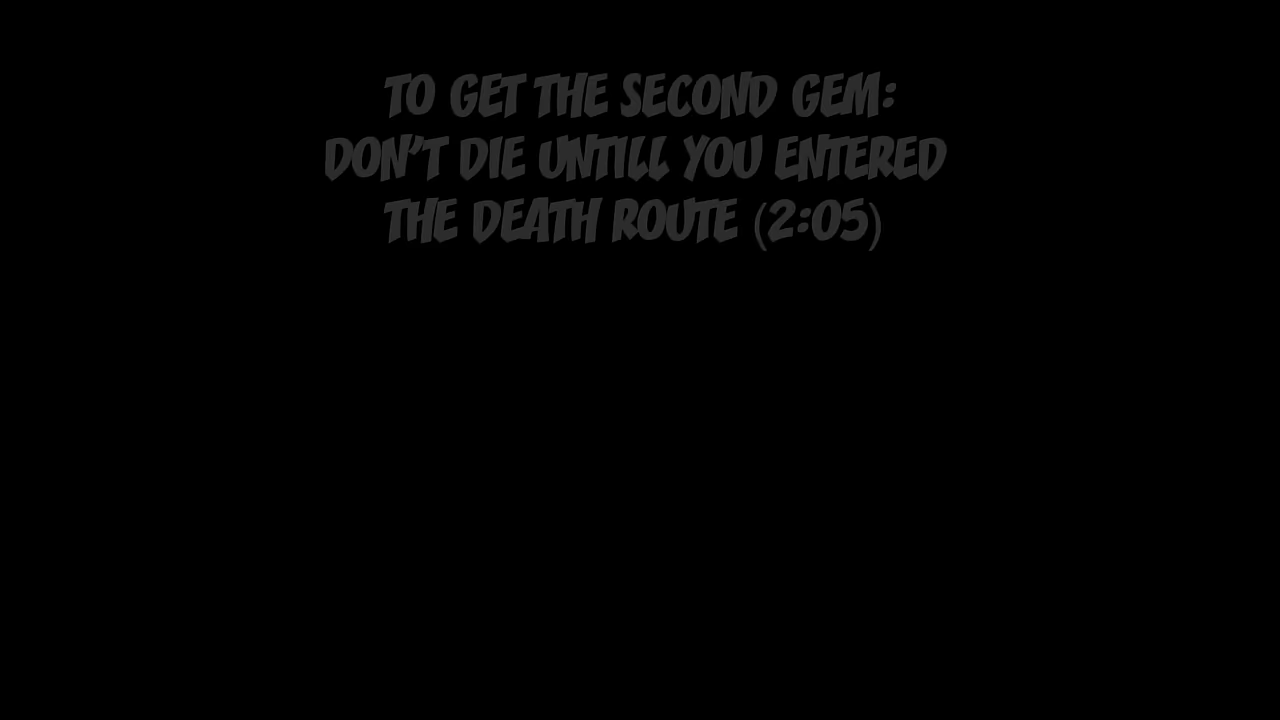 TO GET THE SECOND GEM:
DON'T DIE UNTILL YOU ENTERED
THE DEATH ROUTE (2:05)